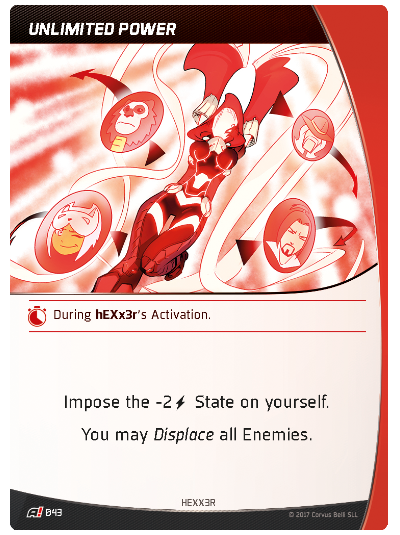 UNLIMITED POWER
During hEXx3r's Activation.
Impose the -2 State on yourself.
You may Displace all Enemies.
HEXX3R
A! 043
© 2017 Corvus Belli SLL